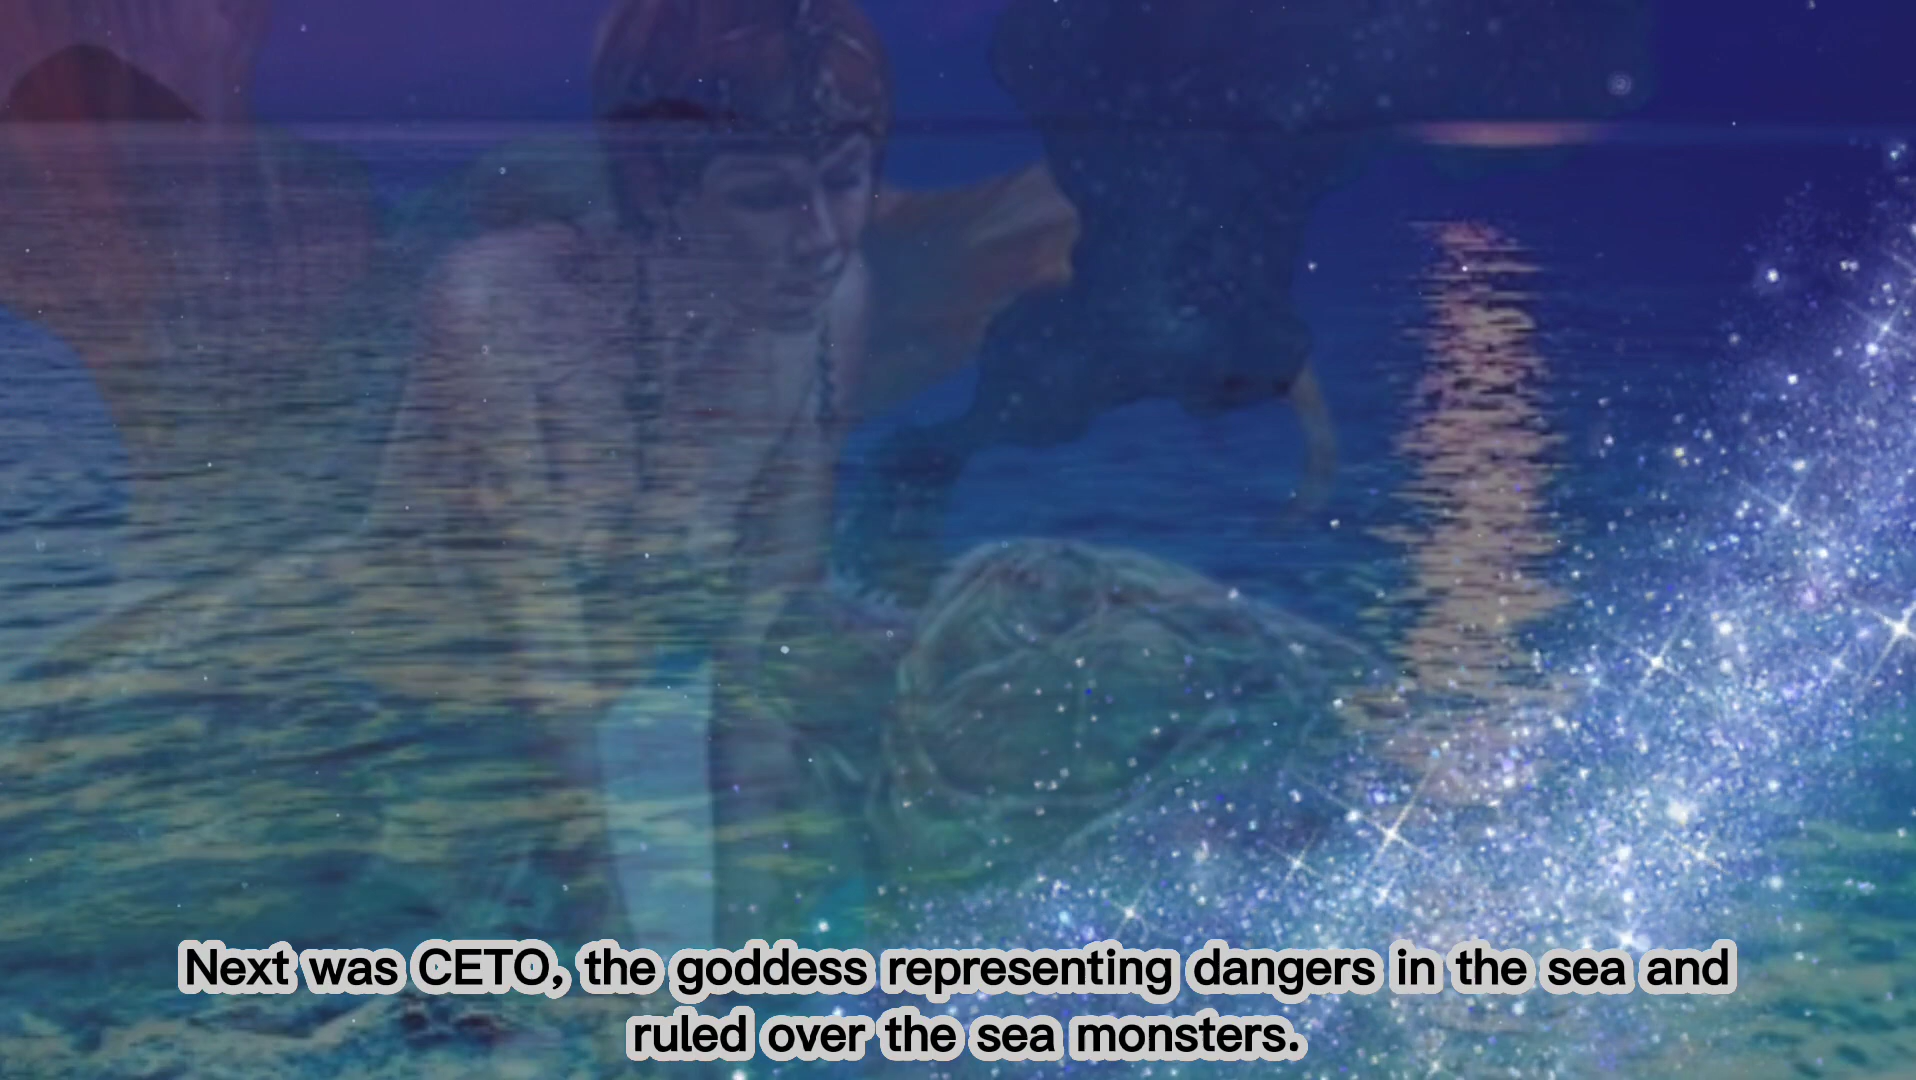 Next was CETO, the goddess representing dangers in the sea and
ruled over the sea monsters.